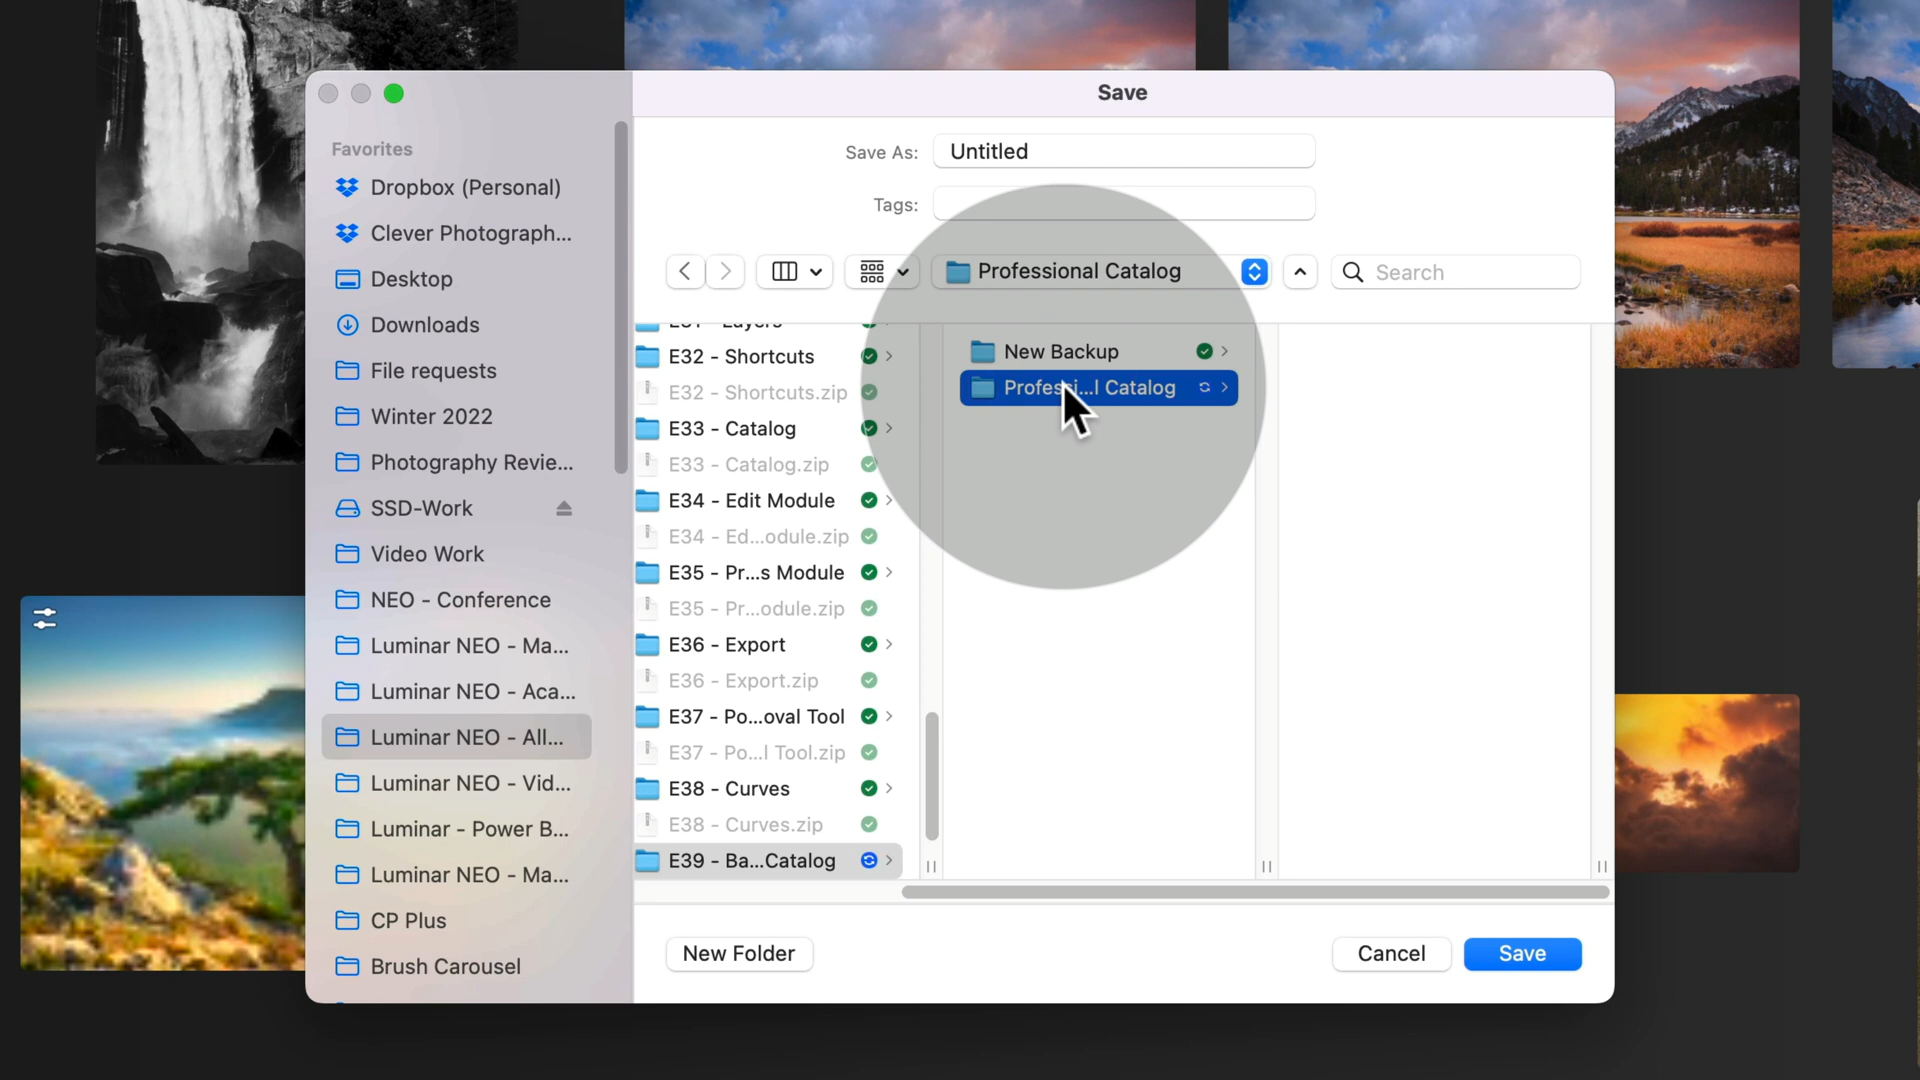 Save
Save As:
Untitled
Tags:
Professional Catalog
Search
Favorites
Dropbox (Personal)
Clever Photograph...
Desktop
Downloads
File requests
Winter 2022
Photography Revie...
SSD-Work
Video Work
NEO - Conference
Luminar NEO - Ma...
Luminar NEO - Aca...
Luminar NEO - All...
Luminar NEO - Vid...
Luminar - Power B...
Luminar NEO - Ma...
CP Plus
Brush Carousel
E32 - Shortcuts
E32 - Shortcuts.zip
E33 - Catalog
E33 - Catalog.zip
E34 - Edit Module
E34 - Ed...odule.zip
E35 - Pr...s Module
E35 - Pr...odule.zip
E36 - Export
E36 - Export.zip
E37 - Po...oval Tool
E37 - Po...l Tool.zip
E38 - Curves
E38 - Curves.zip
E39 - Ba...Catalog
New Backup
Professi...l Catalog
New Folder
Cancel
Save